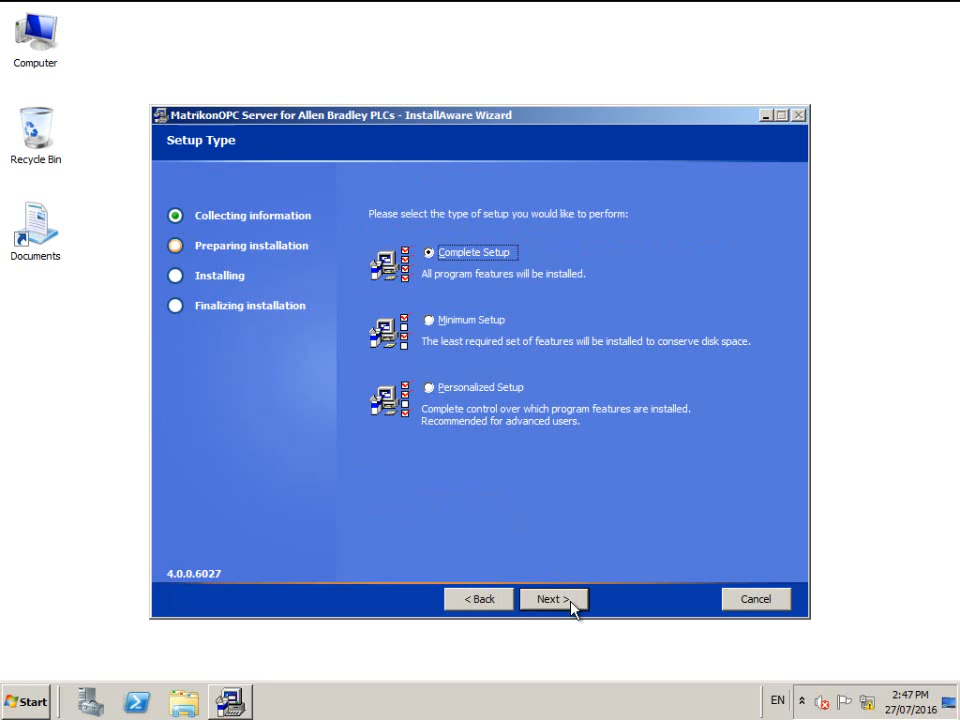 Computer
Recycle Bin
Documents
MatrikonOPC Server for Allen Bradley PLCs - InstallAware Wizard
Setup Type
Collecting information
Preparing installation
Installing
Finalizing installation
4.0.0.6027
Please select the type of setup you would like to perform:
Complete Setup
All program features will be installed.
Minimum Setup
The least required set of features will be installed to conserve disk space.
Personalized Setup
Complete control over which program features are installed.
Recommended for advanced users.
< Back
Next >
Cancel
Start
EN
2:47 PM
27/07/2016